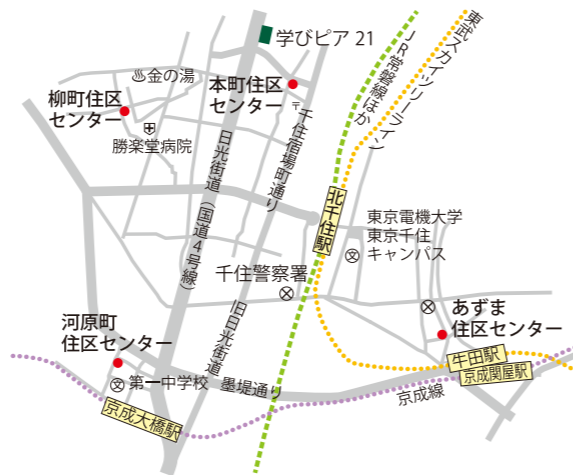 学びピア 21
♨金の湯
柳町住区
センター
本町住区
センター
勝楽堂病院
〒
千住宿場町通り
日光街道（国道4号線）
JR常磐線ほか
東武スカイツリーライン
北千住駅
東京電機大学
東京千住
キャンパス
文
千住警察署
あずま
住区センター
旧日光街道
河原町
住区センター
文
第一中学校
墨堤通り
牛田駅
京成関屋駅
京成線
京成大橋駅